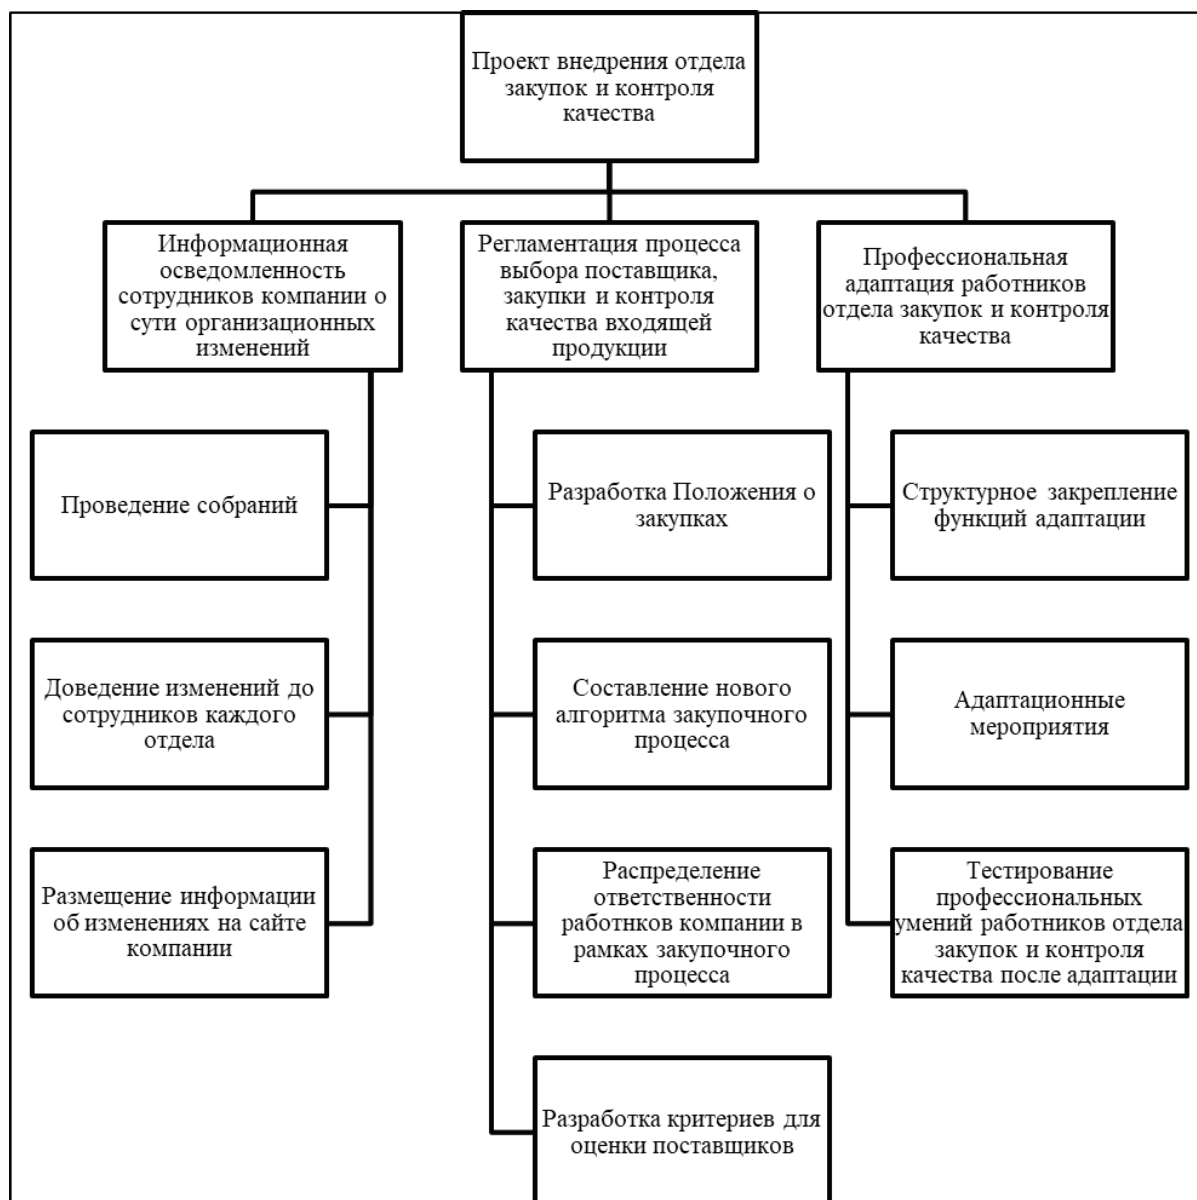 Проект внедрения отдела
закупок и контроля
качества
Информационная
осведомленность
сотрудников компании о
сути организационных
изменений
Регламентация процесса
выбора поставщика,
закупки и контроля
качества входящей
продукции
Профессиональная
адаптация работников
отдела закупок и контроля
качества
Проведение собраний
Доведение изменений до
сотрудников каждого
отдела
Размещение информации
об изменениях на сайте
компании
Разработка Положения о
закупках
Составление нового
алгоритма закупочного
процесса
Распределение
ответственности
работнков компании в
рамках закупочного
процесса
Разработка критериев для
оценки поставщиков
Структурное закрепление
функций адаптации
Адаптационные
мероприятия
Тестирование
профессиональных
умений работников отдела
закупок и контроля
качества после адаптации